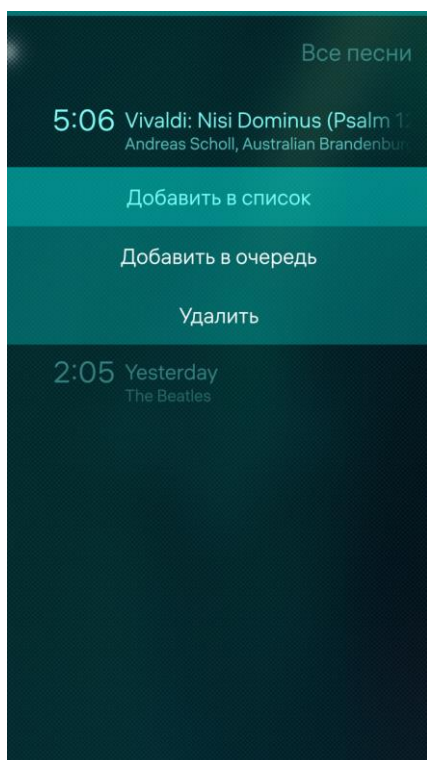 Все песни
5:06 Vivaldi: Nisi Dominus (Psalm 1
Andreas Scholl, Australian Brandenbur
Добавить в список
Добавить в очередь
Удалить
2:05 Yesterday
The Beatles